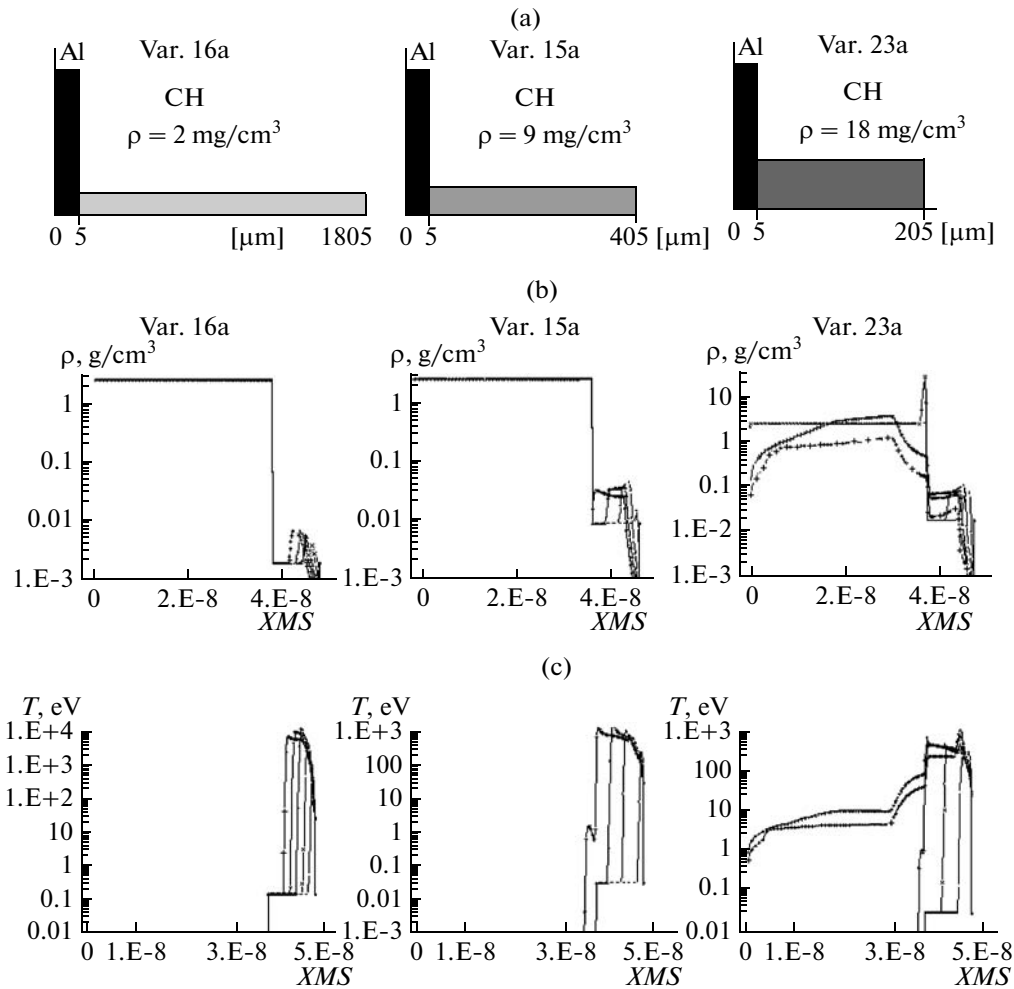 (a)
Al Var. 16a
CH
ρ = 2 mg/cm³
0 5 [μm] 1805
Al Var. 15a
CH
ρ = 9 mg/cm³
0 5 405 [μm]
Al Var. 23a
CH
ρ = 18 mg/cm³
0 5 205 [μm]
(b)
Var. 16a
ρ, g/cm³
1
0.1
0.01
1.E-3
0 2.E-8 4.E-8
XMS
Var. 15a
ρ, g/cm³
1
0.1
0.01
1.E-3
0 2.E-8 4.E-8
XMS
Var. 23a
ρ, g/cm³
10
1
0.1
1.E-2
1.E-3
0 2.E-8 4.E-8
XMS
(c)
T, eV
1.E+4
1.E+3
1.E+2
10
1
0.1
0.01
0 1.E-8 3.E-8 5.E-8
XMS
T, eV
1.E+3
100
10
1
0.1
0.01
1.E-3
0 1.E-8 3.E-8 5.E-8
XMS
T, eV
1.E+3
100
10
1
0.1
0.01
0 1.E-8 3.E-8 5.E-8
XMS